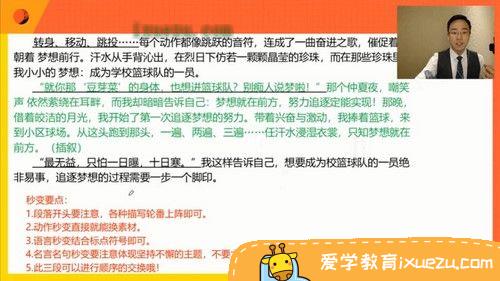 转身、移动、跳投……每个动作都像跳跃的音符，连成了一曲奋进之歌，催促着
朝着 梦想前行。汗水从手背沁出，在烈日下仿若一颗颗晶莹的珍珠，而在那些珍珠里
我小小的 梦想：成为学校篮球队的一员。
“就你那‘豆芽菜’的身体，也想进篮球队？别痴人说梦啦！”那个仲夏夜，嘲笑
声 依然萦绕在耳畔，而我却暗暗告诉自己：梦想就在前方，努力追逐定能实现！那晚，
借着皎洁的月光，我开始了第一次追逐梦想的努力。带着兴奋与激动，我捧着篮球，来
到小区球场。从这头跑到那头，一遍、两遍、三遍……任汗水浸湿衣裳，只知梦想就在
前方。（插叙）
“最无益，只怕一日曝，十日寒。”我这样告诉自己，想要成为校篮球队的一员绝
非易事，追逐梦想的过程需要一步一个脚印。
秒变要点：
1.段落开头要注意，各种描写轮番上阵即可。
2.动作秒变直接就能换素材。
3.语言秒变结合标点符号即可。
4.名言名句秒变要注意体现坚持不懈的主题，不要
5.此三段可以进行顺序的交换哦！
爱学教育ixuezu.com